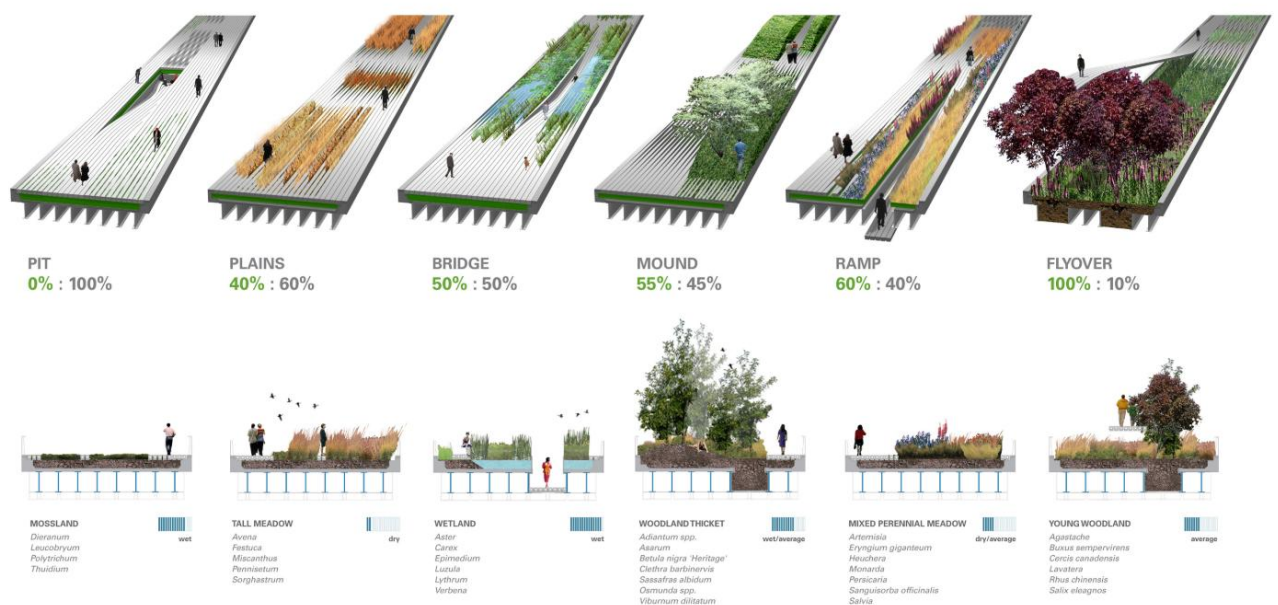 PIT
0% : 100%
PLAINS
40% : 60%
BRIDGE
50% : 50%
MOUND
55% : 45%
RAMP
60% : 40%
FLYOVER
100% : 10%
MOSSLAND
wet
Dieranum
Leucobryum
Polytrichum
Thuidium
TALL MEADOW
dry
Avena
Festuca
Miscanthus
Pennisetum
Sorghastrum
WETLAND
wet
Aster
Carex
Epimedium
Luzula
Lythrum
Verbena
WOODLAND THICKET
wet/average
Adiantum spp.
Asarum
Betula nigra 'Heritage'
Clethra barbinervis
Sassafras albidum
Osmunda spp.
Viburnum dilitatum
MIXED PERENNIAL MEADOW
dry/average
Artemisia
Eryngium giganteum
Heuchera
Monarda
Persicaria
Sanguisorba officinalis
Salvia
YOUNG WOODLAND
average
Agastache
Buxus sempervirens
Cercis canadensis
Lavatera
Rhus chinensis
Salix eleagnos